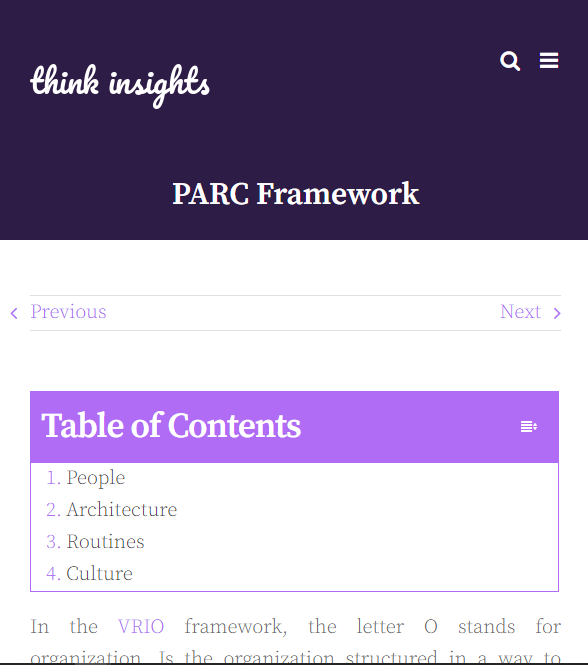 think insights
PARC Framework
Previous
Next
Table of Contents
1. People
2. Architecture
3. Routines
4. Culture
In the VRIO framework, the letter O stands for
organization. Is the organization structured in a way to